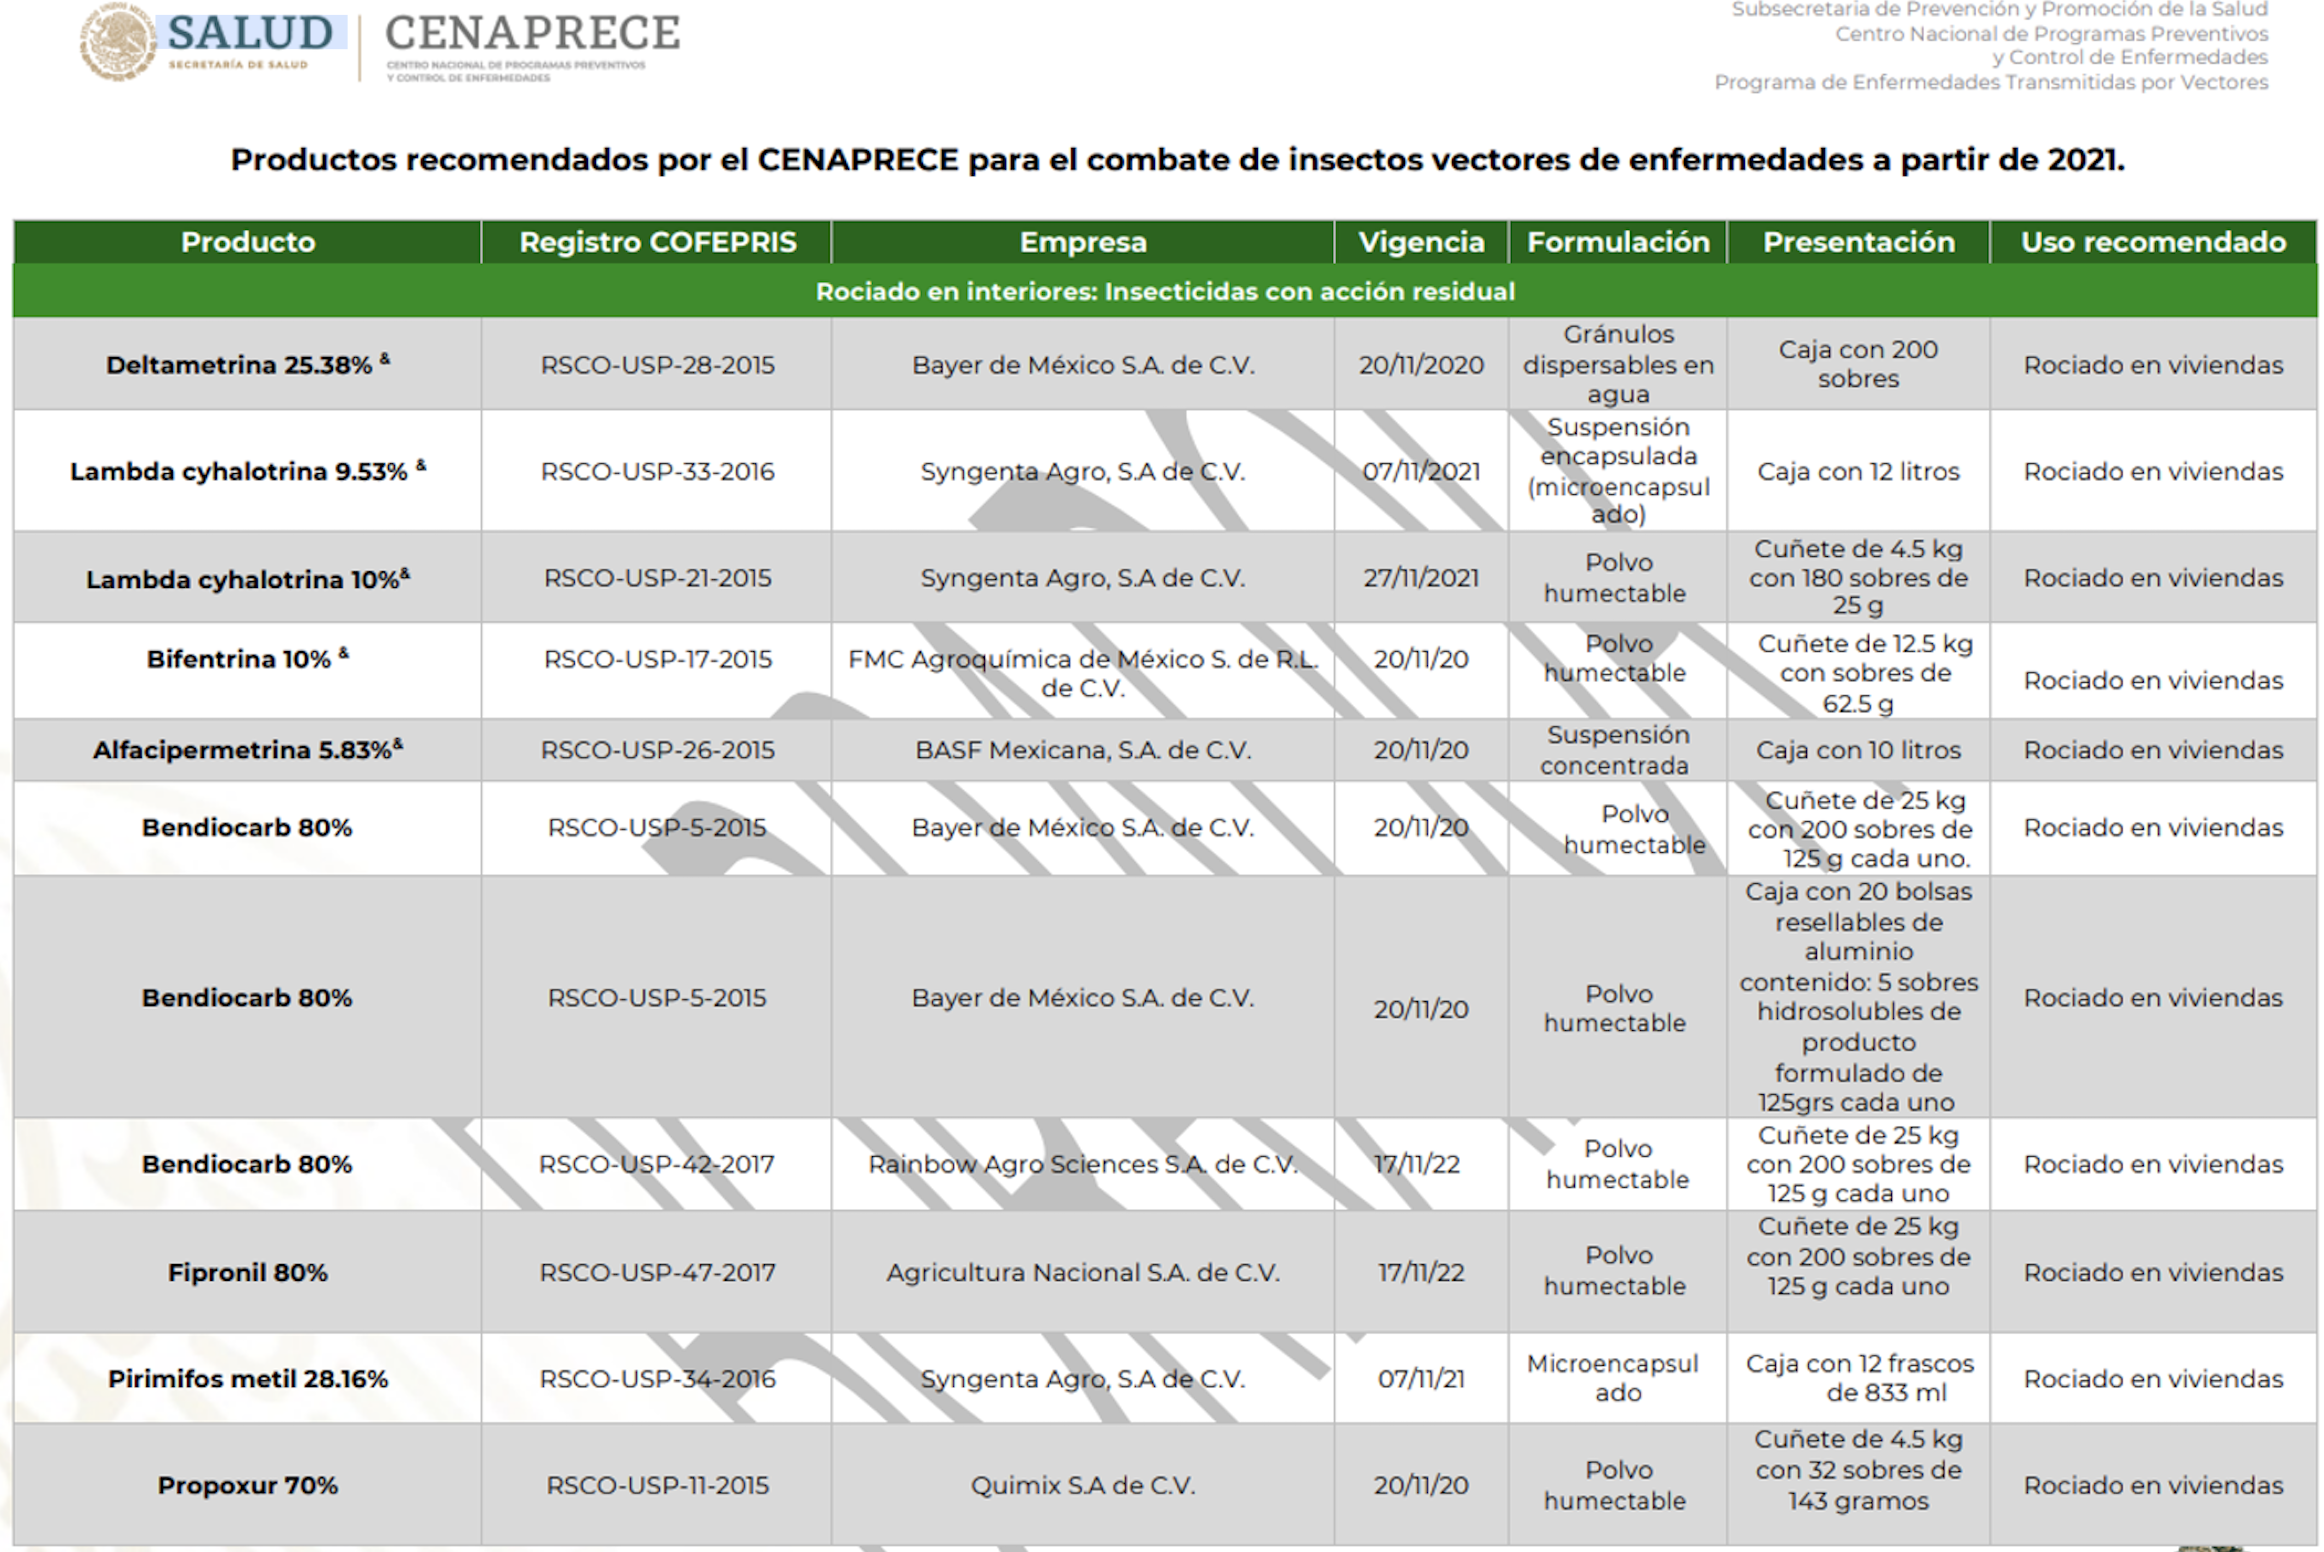 SALUD
SECRETARÍA DE SALUD
CENAPRECE
CENTRO NACIONAL DE PROGRAMAS PREVENTIVOS
Y CONTROL DE ENFERMEDADES
Subsecretaria de Prevención y Promoción de la Salud
Centro Nacional de Programas Preventivos
y Control de Enfermedades
Programa de Enfermedades Transmitidas por Vectores
Productos recomendados por el CENAPRECE para el combate de insectos vectores de enfermedades a partir de 2021.
Producto Registro COFEPRIS Empresa Vigencia Formulación Presentación Uso recomendado
Rociado en interiores: Insecticidas con acción residual
Deltametrina 25.38% &
RSCO-USP-28-2015
Bayer de México S.A. de C.V.
20/11/2020
Gránulos
dispersables en
agua
Caja con 200
sobres
Rociado en viviendas
Lambda cyhalotrina 9.53% &
RSCO-USP-33-2016
Syngenta Agro, S.A de C.V.
07/11/2021
Suspensión
encapsulada
(microencapsul
ado)
Caja con 12 litros
Rociado en viviendas
Lambda cyhalotrina 10%&
RSCO-USP-21-2015
Syngenta Agro, S.A de C.V.
27/11/2021
Polvo
humectable
Cuñete de 4.5 kg
con 180 sobres de
25 g
Rociado en viviendas
Bifentrina 10% &
RSCO-USP-17-2015
FMC Agroquímica de México S. de R.L.
de C.V.
20/11/20
Polvo
humectable
Cuñete de 12.5 kg
con sobres de
62.5 g
Rociado en viviendas
Alfacipermetrina 5.83%&
RSCO-USP-26-2015
BASF Mexicana, S.A. de C.V.
20/11/20
Suspensión
concentrada
Caja con 10 litros
Rociado en viviendas
Bendiocarb 80%
RSCO-USP-5-2015
Bayer de México S.A. de C.V.
20/11/20
Polvo
humectable
Cuñete de 25 kg
con 200 sobres de
125 g cada uno.
Rociado en viviendas
Bendiocarb 80%
RSCO-USP-5-2015
Bayer de México S.A. de C.V.
20/11/20
Polvo
humectable
Caja con 20 bolsas
resellables de
aluminio
contenido: 5 sobres
hidrosolubles de
producto
formulado de
125grs cada uno
Rociado en viviendas
Bendiocarb 80%
RSCO-USP-42-2017
Rainbow Agro Sciences S.A. de C.V.
17/11/22
Polvo
humectable
Cuñete de 25 kg
con 200 sobres de
125 g cada uno
Rociado en viviendas
Fipronil 80%
RSCO-USP-47-2017
Agricultura Nacional S.A. de C.V.
17/11/22
Polvo
humectable
Cuñete de 25 kg
con 200 sobres de
125 g cada uno
Rociado en viviendas
Pirimifos metil 28.16%
RSCO-USP-34-2016
Syngenta Agro, S.A de C.V.
07/11/21
Microencapsul
ado
Caja con 12 frascos
de 833 ml
Rociado en viviendas
Propoxur 70%
RSCO-USP-11-2015
Quimix S.A de C.V.
20/11/20
Polvo
humectable
Cuñete de 4.5 kg
con 32 sobres de
143 gramos
Rociado en viviendas